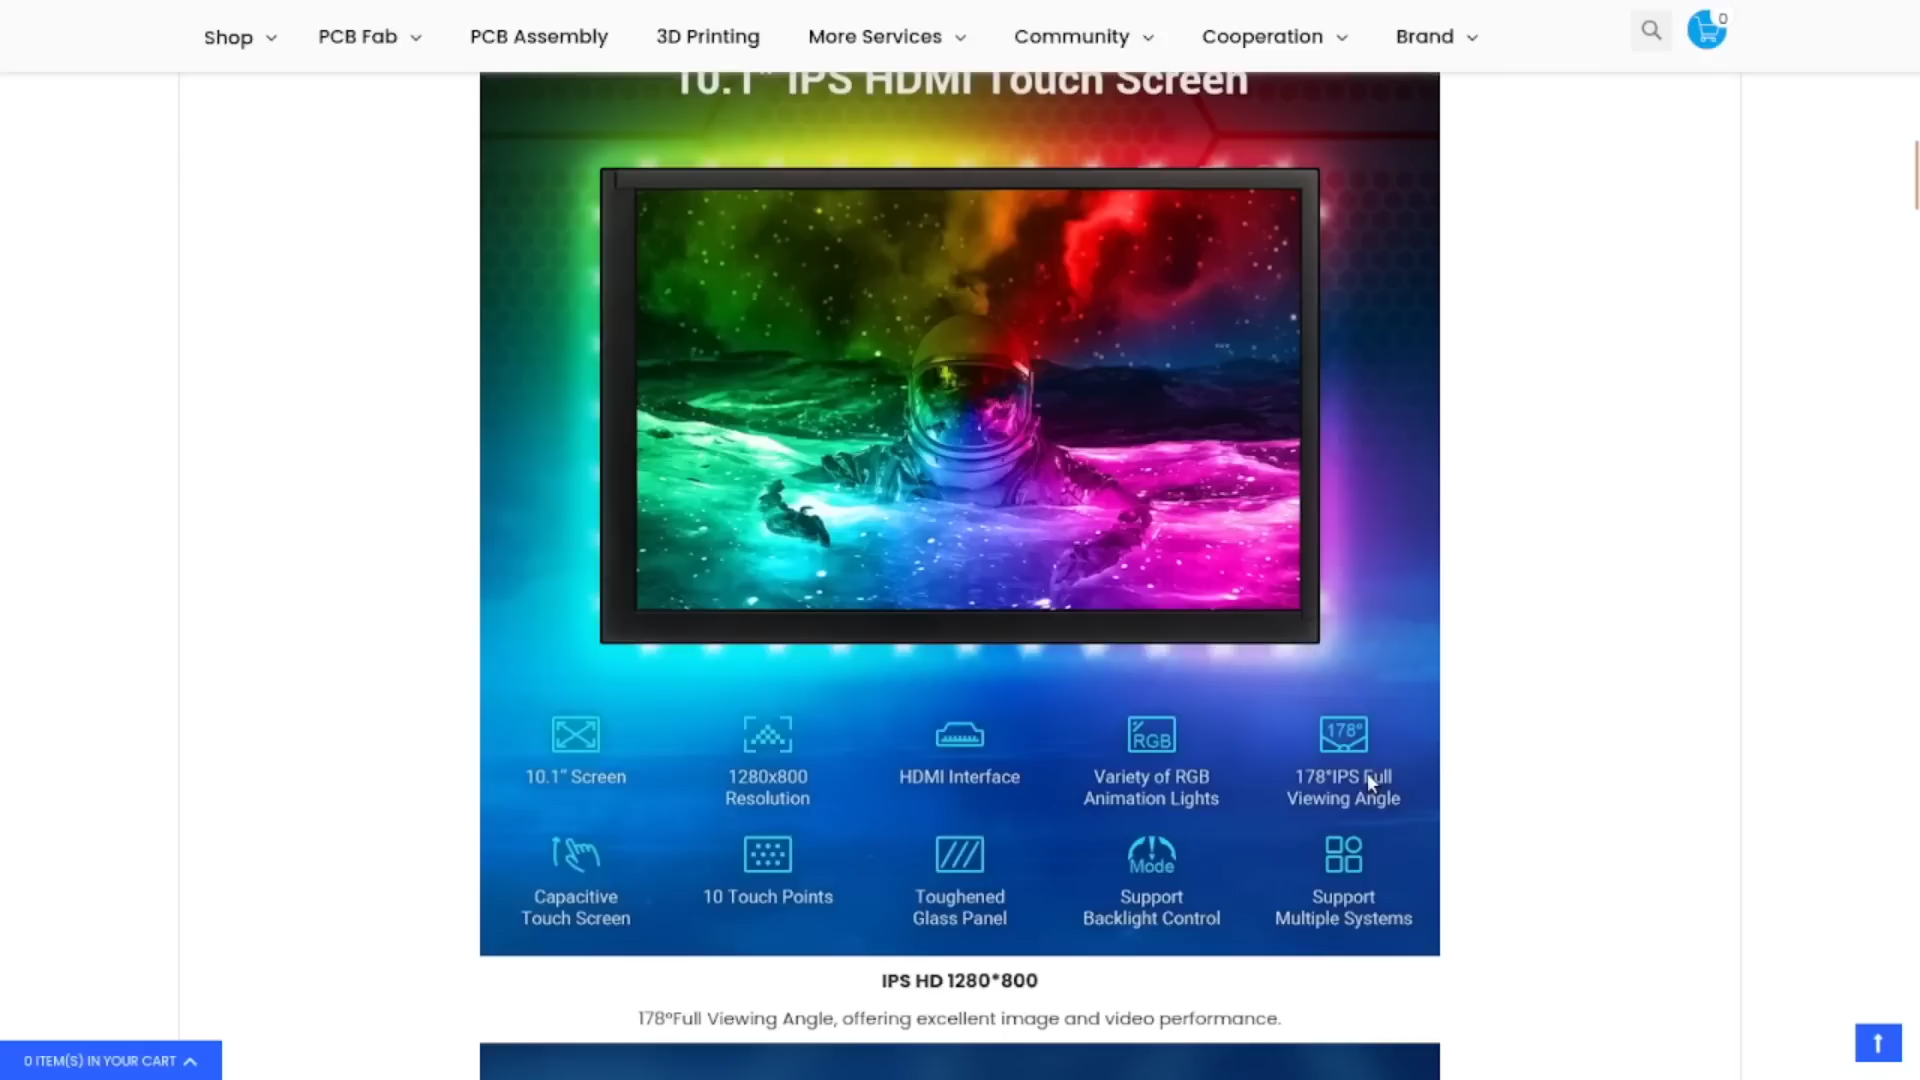 Shop PCB Fab PCB Assembly 3D Printing More Services Community Cooperation Brand 0
10.1" IPS HDMI Touch Screen
178°
RGB
10.1" Screen
1280x800
Resolution
HDMI Interface
Variety of RGB
Animation Lights
178°IPS Full
Viewing Angle
Mode
Capacitive
Touch Screen
10 Touch Points
Toughened
Glass Panel
Support
Backlight Control
Support
Multiple Systems
IPS HD 1280*800
178°Full Viewing Angle, offering excellent image and video performance.
0 ITEM(S) IN YOUR CART